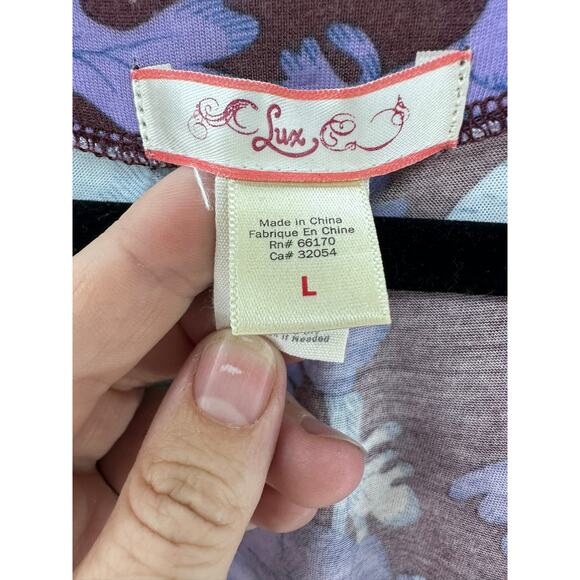 Lux
Made in China
Fabrique En Chine
Rn# 66170
Ca# 32054
L
if Needed